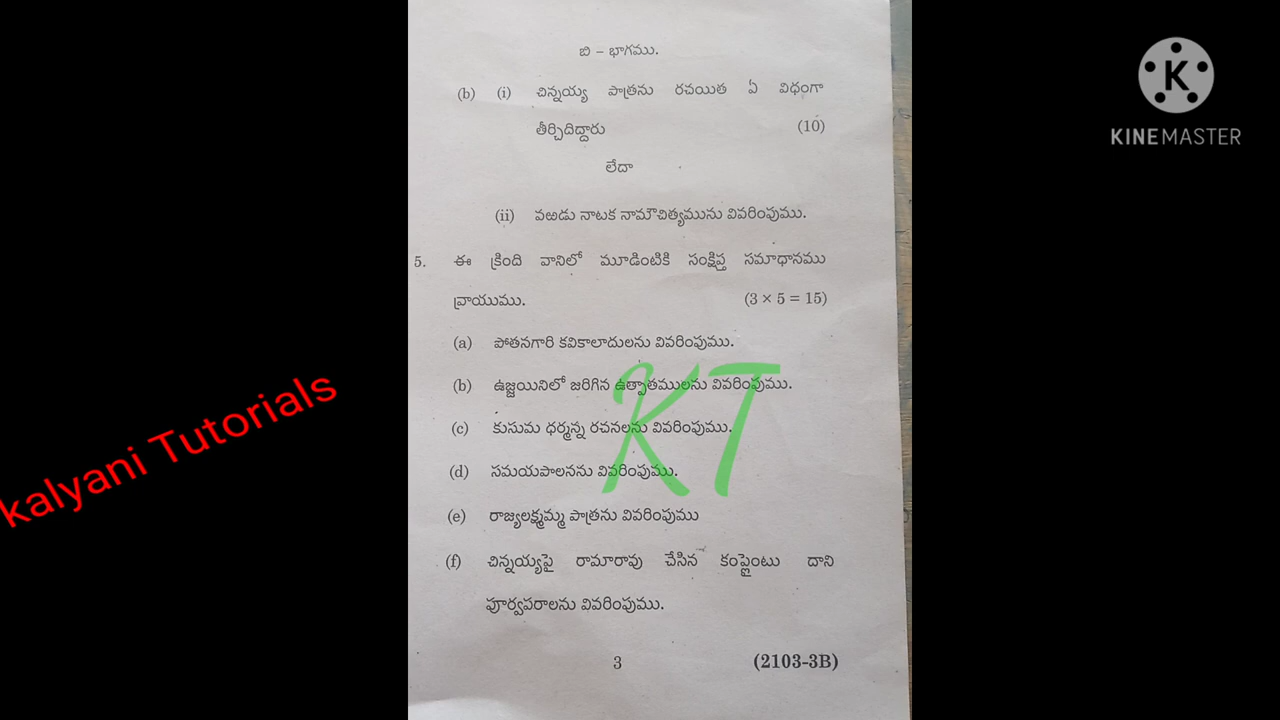 బి – భాగము.
(b) (i) చిన్నయ్య పాత్రను రచయిత ఏ విధంగా
తీర్చిదిద్దారు (10)
లేదా
(ii) వఱడు నాటక నామౌచిత్యమును వివరింపుము.
5. ఈ క్రింది వానిలో మూడింటికి సంక్షిప్త సమాధానము
వ్రాయుము. (3 × 5 = 15)
(a) పోతనగారి కవికాలాదులను వివరింపుము.
(b) ఉజ్జయినిలో జరిగిన ఉత్పాతములను వివరింపుము.
(c) కుసుమ ధర్మన్న రచనలను వివరింపుము.
(d) సమయపాలనను వివరింపుము.
(e) రాజ్యలక్ష్మమ్మ పాత్రను వివరింపుము
(f) చిన్నయ్యపై రామారావు చేసిన కంప్లైంటు దాని
పూర్వపరాలను వివరింపుము.
3 (2103-3B)
kalyani Tutorials
KT
K
KINEMASTER